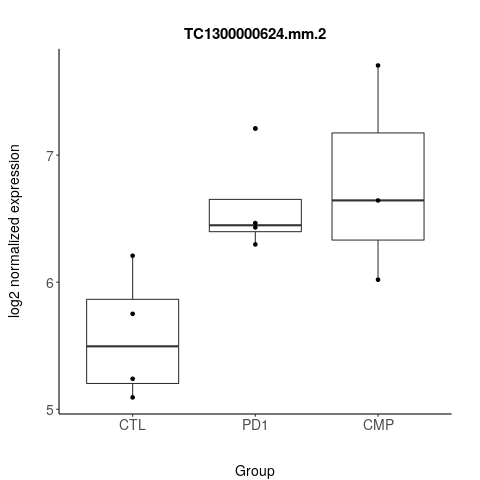 TC1300000624.mm.2
log2 normalized expression
7
6
5
CTL PD1 CMP
Group